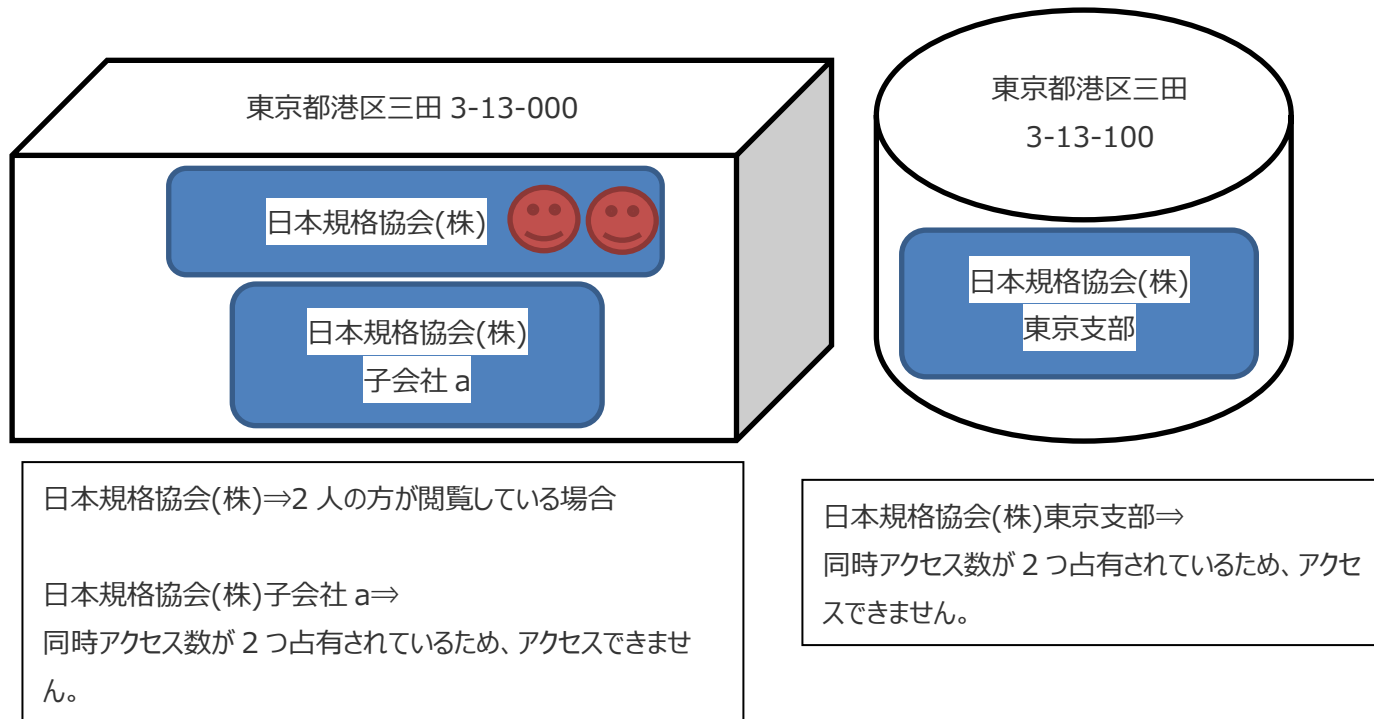 東京都港区三田 3-13-000
日本規格協会(株)
日本規格協会(株)
子会社 a
東京都港区三田
3-13-100
日本規格協会(株)
東京支部
日本規格協会(株)⇒2 人の方が閲覧している場合
日本規格協会(株)子会社 a⇒
同時アクセス数が 2 つ占有されているため、アクセスできませ
ん。
日本規格協会(株)東京支部⇒
同時アクセス数が 2 つ占有されているため、アクセ
スできません。